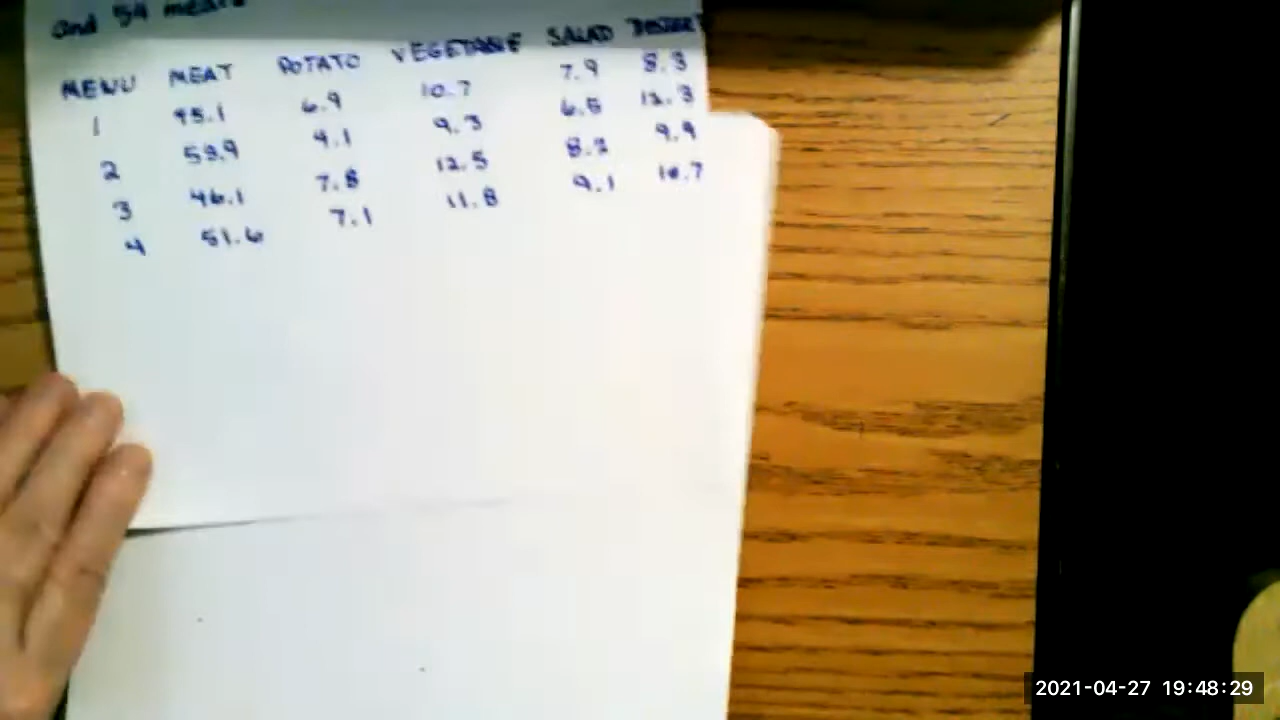 and 54 meals
MENU MEAT POTATO VEGETABLE SALAD DESSERT
1 45.1 6.9 10.7 7.9 8.3
2 53.9 4.1 9.3 6.5 12.3
3 46.1 7.8 12.5 8.2 9.9
4 51.6 7.1 11.8 9.1 10.7
2021-04-27 19:48:29